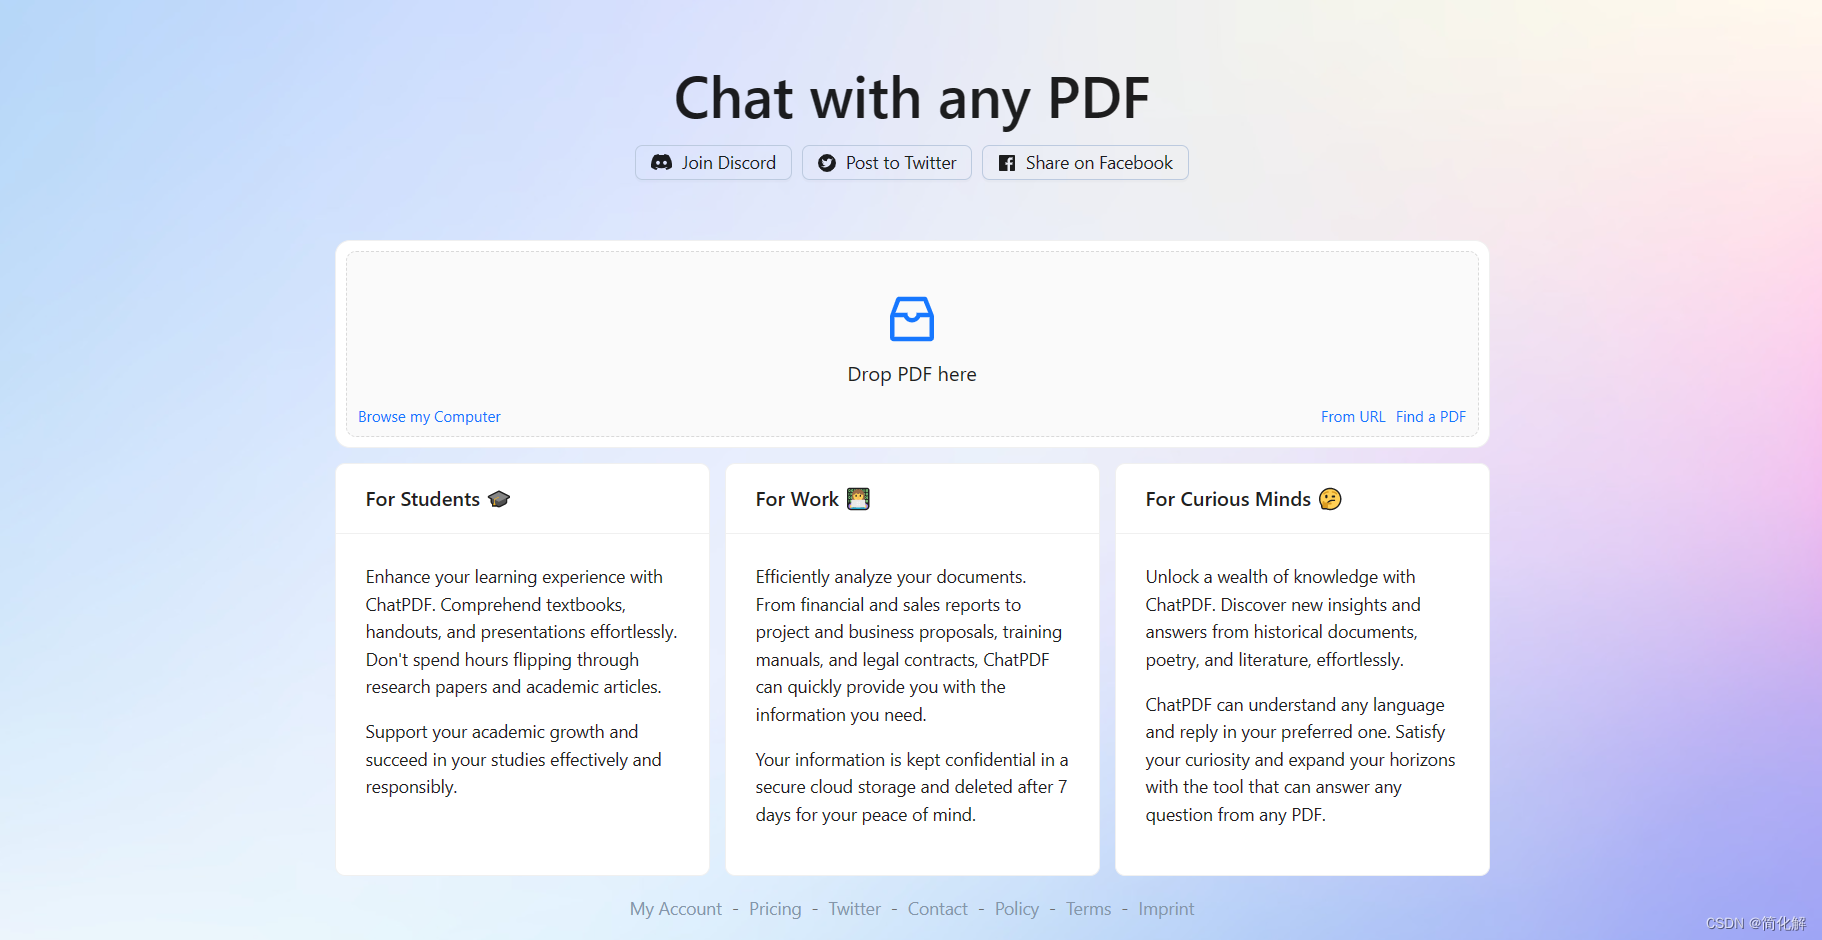 Chat with any PDF
Join Discord
Post to Twitter
Share on Facebook
Drop PDF here
Browse my Computer
From URL
Find a PDF
For Students 🎓
Enhance your learning experience with
ChatPDF. Comprehend textbooks,
handouts, and presentations effortlessly.
Don't spend hours flipping through
research papers and academic articles.
Support your academic growth and
succeed in your studies effectively and
responsibly.
For Work 👨‍💻
Efficiently analyze your documents.
From financial and sales reports to
project and business proposals, training
manuals, and legal contracts, ChatPDF
can quickly provide you with the
information you need.
Your information is kept confidential in a
secure cloud storage and deleted after 7
days for your peace of mind.
For Curious Minds 🤔
Unlock a wealth of knowledge with
ChatPDF. Discover new insights and
answers from historical documents,
poetry, and literature, effortlessly.
ChatPDF can understand any language
and reply in your preferred one. Satisfy
your curiosity and expand your horizons
with the tool that can answer any
question from any PDF.
My Account - Pricing - Twitter - Contact - Policy - Terms - Imprint
CSDN @简化解